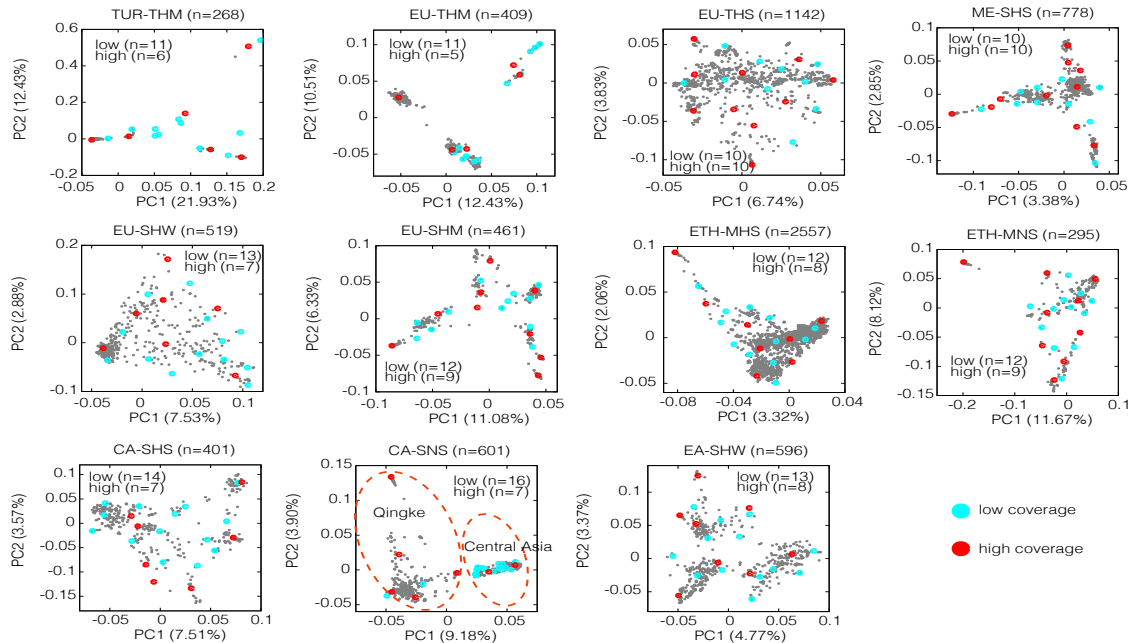 TUR-THM (n=268)
low (n=11)
high (n=6)
PC2 (12.43%)
0.6
0.4
0.2
0
-0.2
0
0.1
0.2
PC1 (21.93%)
EU-THM (n=409)
low (n=11)
high (n=5)
PC2 (10.51%)
0.1
0.05
0
-0.05
-0.05
0
0.05
0.1
PC1 (12.43%)
EU-THS (n=1142)
low (n=10)
high (n=10)
PC2 (3.83%)
0.05
0
-0.05
-0.1
-0.05
0
0.05
PC1 (6.74%)
ME-SHS (n=778)
low (n=10)
high (n=10)
PC2 (2.85%)
0.1
0.05
0
-0.05
-0.1
-0.1
-0.05
0
0.05
PC1 (3.38%)
EU-SHW (n=519)
low (n=13)
high (n=7)
PC2 (2.88%)
0.2
0.1
0
-0.1
-0.05
0
0.05
0.1
PC1 (7.53%)
EU-SHM (n=461)
low (n=12)
high (n=9)
PC2 (6.33%)
0.1
0.05
0
-0.05
-0.1
-0.1
-0.05
0
0.05
PC1 (11.08%)
ETH-MHS (n=2557)
low (n=12)
high (n=8)
PC2 (2.06%)
0.1
0.05
0
-0.05
-0.08
-0.04
0
0.04
PC1 (3.32%)
ETH-MNS (n=295)
low (n=12)
high (n=9)
PC2 (8.12%)
0.1
0
-0.1
-0.2
-0.1
0
0.1
PC1 (11.67%)
CA-SHS (n=401)
low (n=14)
high (n=7)
PC2 (3.57%)
0.1
0.05
0
-0.05
-0.1
-0.15
-0.1
-0.05
0
0.05
0.1
PC1 (7.51%)
CA-SNS (n=601)
low (n=16)
high (n=7)
Qingke
Central Asia
PC2 (3.90%)
0.15
0.1
0.05
0
-0.05
-0.1
-0.05
0
0.05
PC1 (9.18%)
EA-SHW (n=596)
low (n=13)
high (n=8)
PC2 (3.37%)
0.1
0.05
0
-0.05
-0.05
0
0.05
0.1
PC1 (4.77%)
low coverage
high coverage